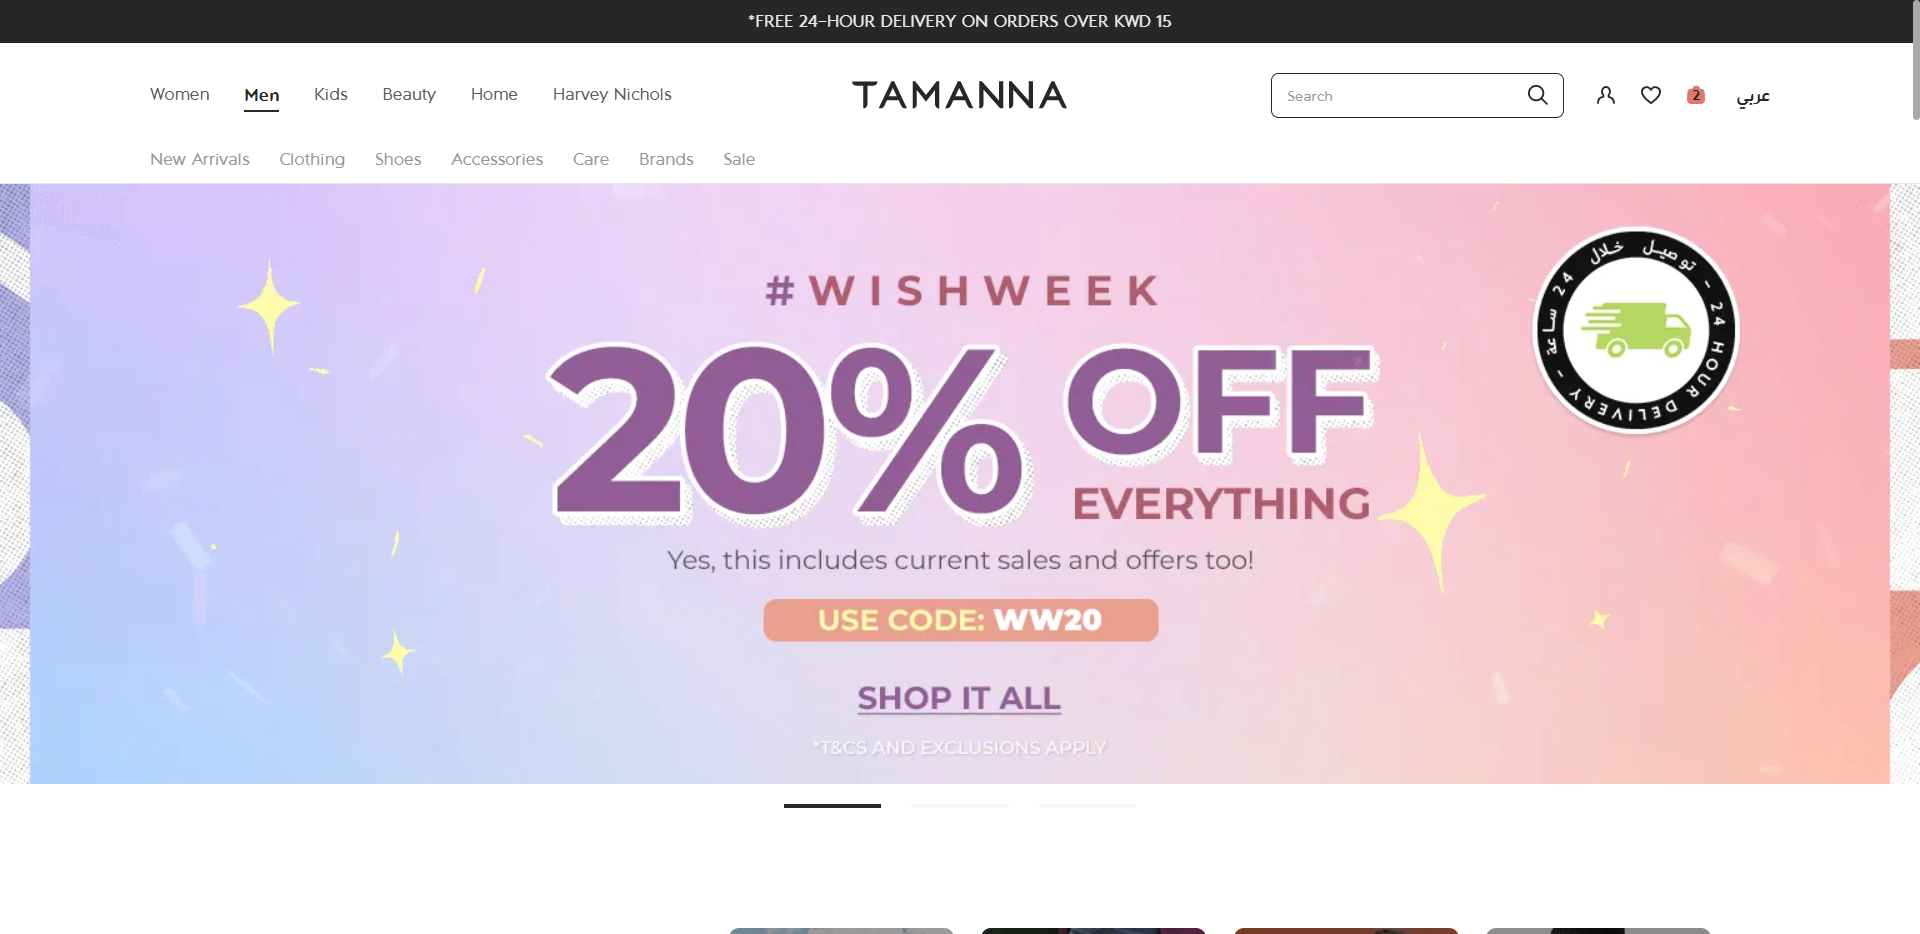 *FREE 24-HOUR DELIVERY ON ORDERS OVER KWD 15
Women Men Kids Beauty Home Harvey Nichols
TAMANNA
Search
2
عربي
New Arrivals Clothing Shoes Accessories Care Brands Sale
#WISHWEEK
20% OFF
EVERYTHING
Yes, this includes current sales and offers too!
USE CODE: WW20
SHOP IT ALL
*T&CS AND EXCLUSIONS APPLY
توصيل خلال 24 ساعة - 24 HOUR DELIVERY -